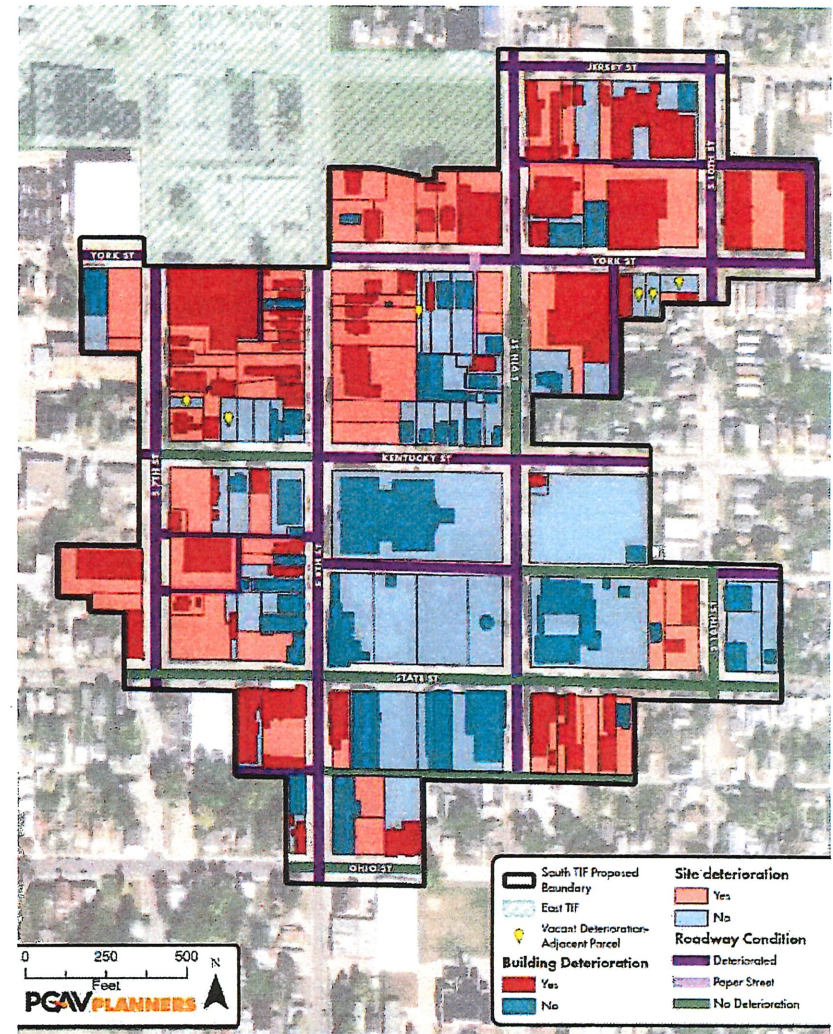 JERSEY ST
S 10TH ST
YORK ST
YORK ST
S 9TH ST
KENTUCKY ST
S 7TH ST
S 8TH ST
STATE ST
OHIO ST
0 250 500
Feet
N
PGAV PLANNERS
South TIF Proposed
Boundary
East TIF
Vacant Deterioration-
Adjacent Parcel
Building Deterioration
Yes
No
Site deterioration
Yes
No
Roadway Condition
Deteriorated
Paper Street
No Deterioration